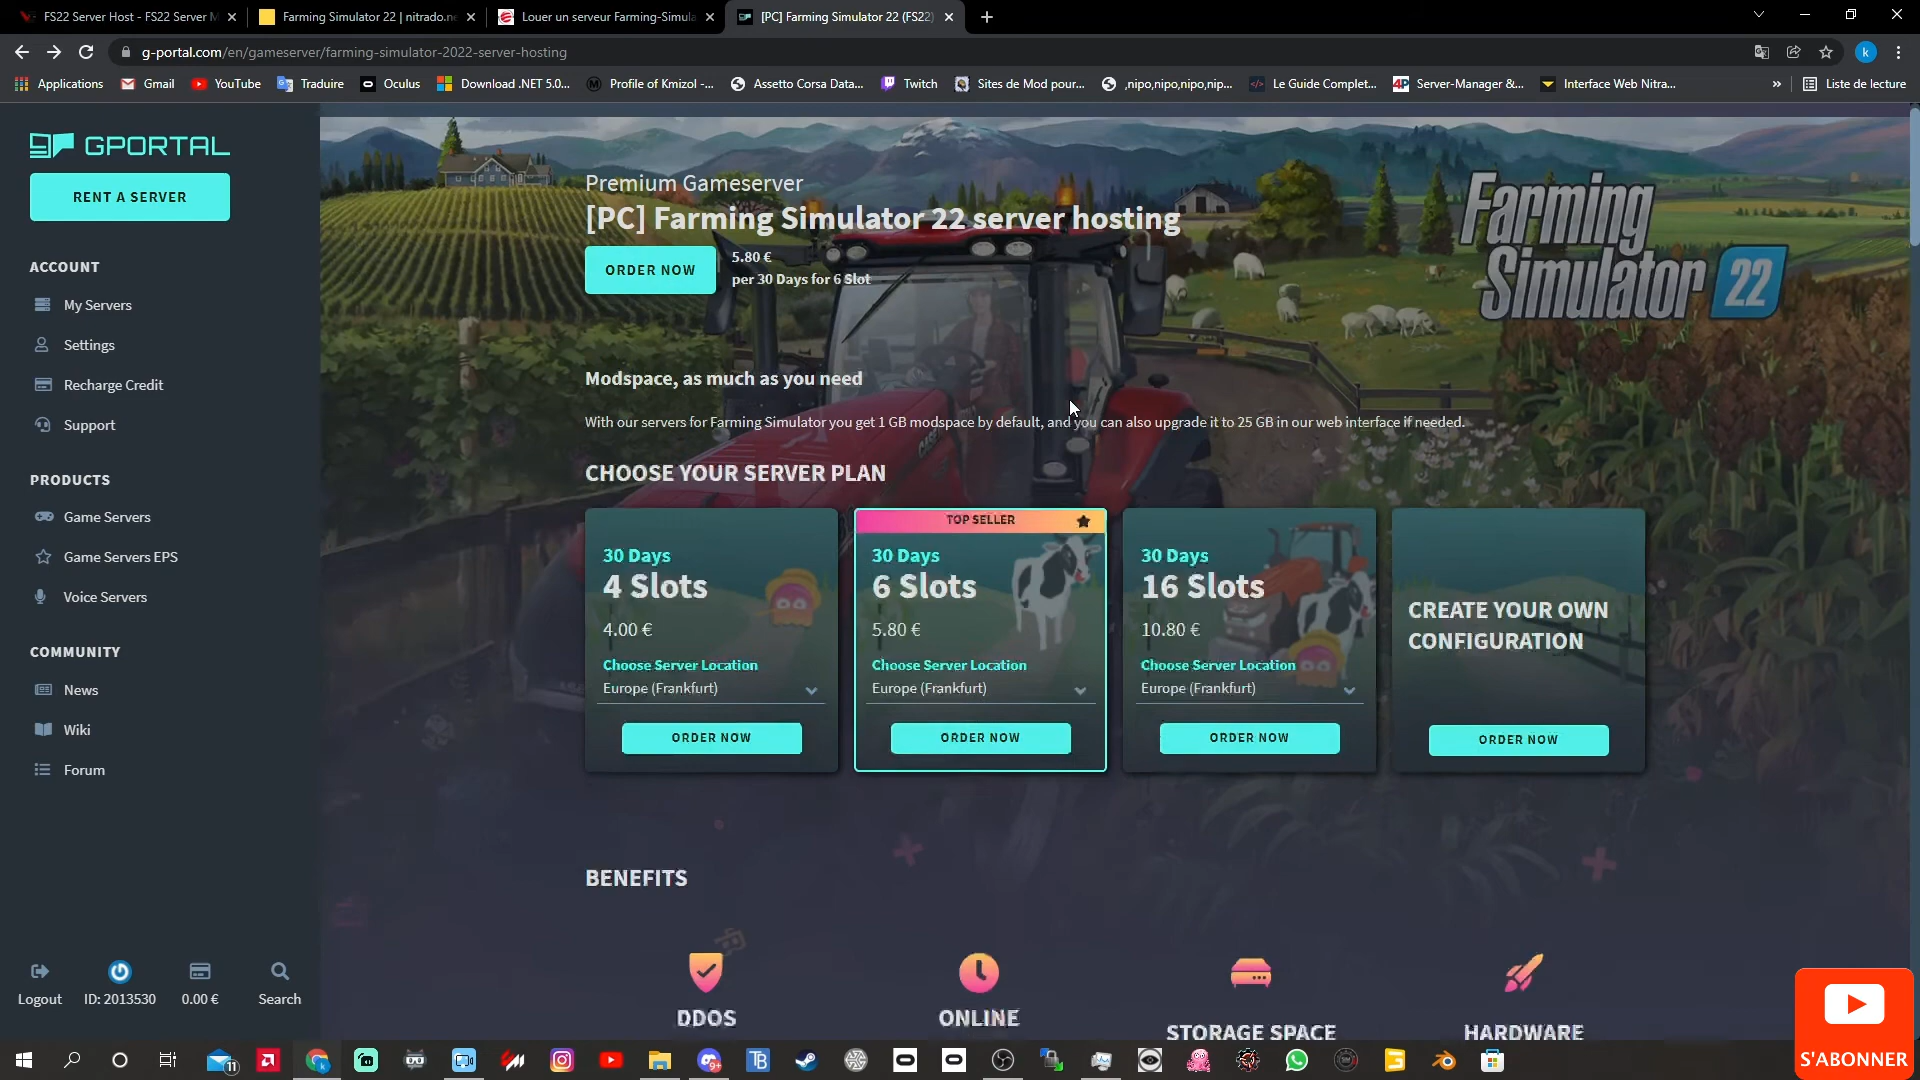 FS22 Server Host - FS22 Server M
Farming Simulator 22 | nitrado.ne
Louer un serveur Farming-Simula
[PC] Farming Simulator 22 (FS22)
g-portal.com/en/gameserver/farming-simulator-2022-server-hosting
k
Applications
Gmail
YouTube
Traduire
Oculus
Download .NET 5.0...
Profile of Kmizol -...
Assetto Corsa Data...
Twitch
Sites de Mod pour...
,nipo,nipo,nipo,nip...
Le Guide Complet...
Server-Manager &...
Interface Web Nitra...
»
Liste de lecture
GPORTAL
RENT A SERVER
ACCOUNT
My Servers
Settings
Recharge Credit
Support
PRODUCTS
Game Servers
Game Servers EPS
Voice Servers
COMMUNITY
News
Wiki
Forum
Logout
ID: 2013530
0.00 €
Search
Premium Gameserver
[PC] Farming Simulator 22 server hosting
ORDER NOW
5.80 €
per 30 Days for 6 Slot
Farming
Simulator 22
Modspace, as much as you need
With our servers for Farming Simulator you get 1 GB modspace by default, and you can also upgrade it to 25 GB in our web interface if needed.
CASE
CHOOSE YOUR SERVER PLAN
30 Days
4 Slots
4.00 €
Choose Server Location
Europe (Frankfurt)
ORDER NOW
TOP SELLER
30 Days
6 Slots
5.80 €
Choose Server Location
Europe (Frankfurt)
ORDER NOW
30 Days
16 Slots
10.80 €
Choose Server Location
Europe (Frankfurt)
ORDER NOW
CREATE YOUR OWN
CONFIGURATION
ORDER NOW
BENEFITS
DDOS
ONLINE
STORAGE SPACE
HARDWARE
11
9+
TB
S'ABONNER